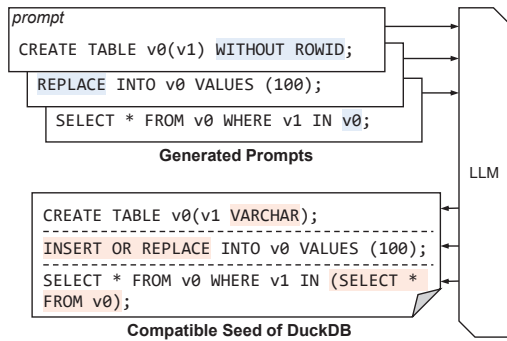 prompt
CREATE TABLE v0(v1) WITHOUT ROWID;
REPLACE INTO v0 VALUES (100);
SELECT * FROM v0 WHERE v1 IN v0;
Generated Prompts
LLM
CREATE TABLE v0(v1 VARCHAR);
INSERT OR REPLACE INTO v0 VALUES (100);
SELECT * FROM v0 WHERE v1 IN (SELECT *
FROM v0);
Compatible Seed of DuckDB